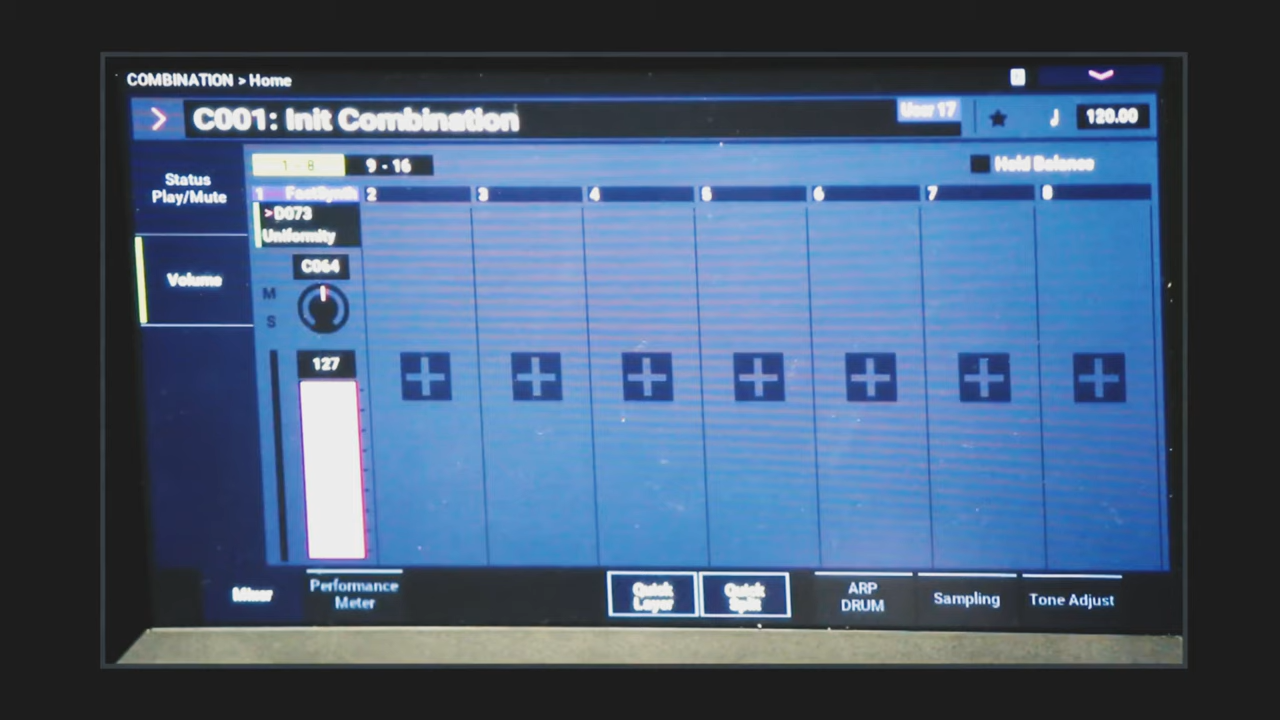 COMBINATION > Home
C001: Init Combination
User 17
120.00
Status
Play/Mute
1 - 8
9 - 16
Hold Balance
1 FastSynth
2
3
4
5
6
7
8
>D073
Uniformity
Volume
C064
M
S
127
Mixer
Performance
Meter
Quick
Layer
Quick
Split
ARP
DRUM
Sampling
Tone Adjust